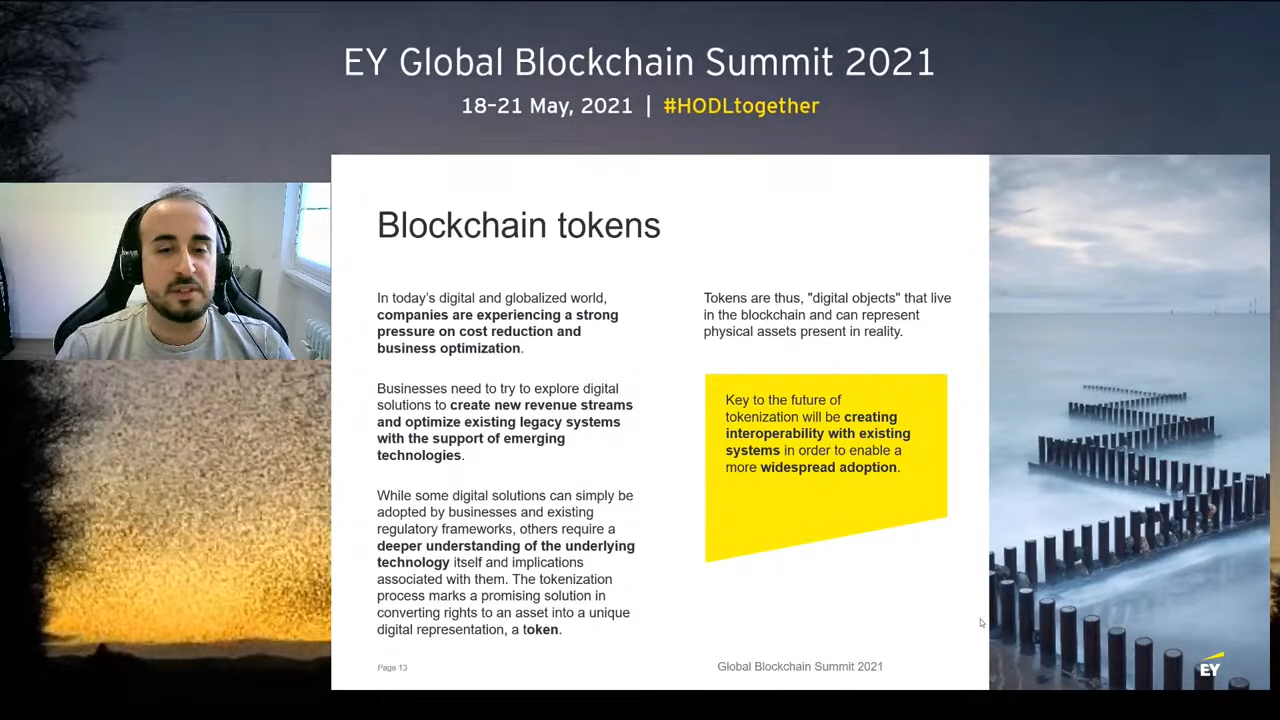 EY Global Blockchain Summit 2021
18–21 May, 2021 | #HODLtogether
Blockchain tokens
In today's digital and globalized world,
companies are experiencing a strong
pressure on cost reduction and
business optimization.
Businesses need to try to explore digital
solutions to create new revenue streams
and optimize existing legacy systems
with the support of emerging
technologies.
While some digital solutions can simply be
adopted by businesses and existing
regulatory frameworks, others require a
deeper understanding of the underlying
technology itself and implications
associated with them. The tokenization
process marks a promising solution in
converting rights to an asset into a unique
digital representation, a token.
Tokens are thus, "digital objects" that live
in the blockchain and can represent
physical assets present in reality.
Key to the future of
tokenization will be creating
interoperability with existing
systems in order to enable a
more widespread adoption.
Page 13
Global Blockchain Summit 2021
EY